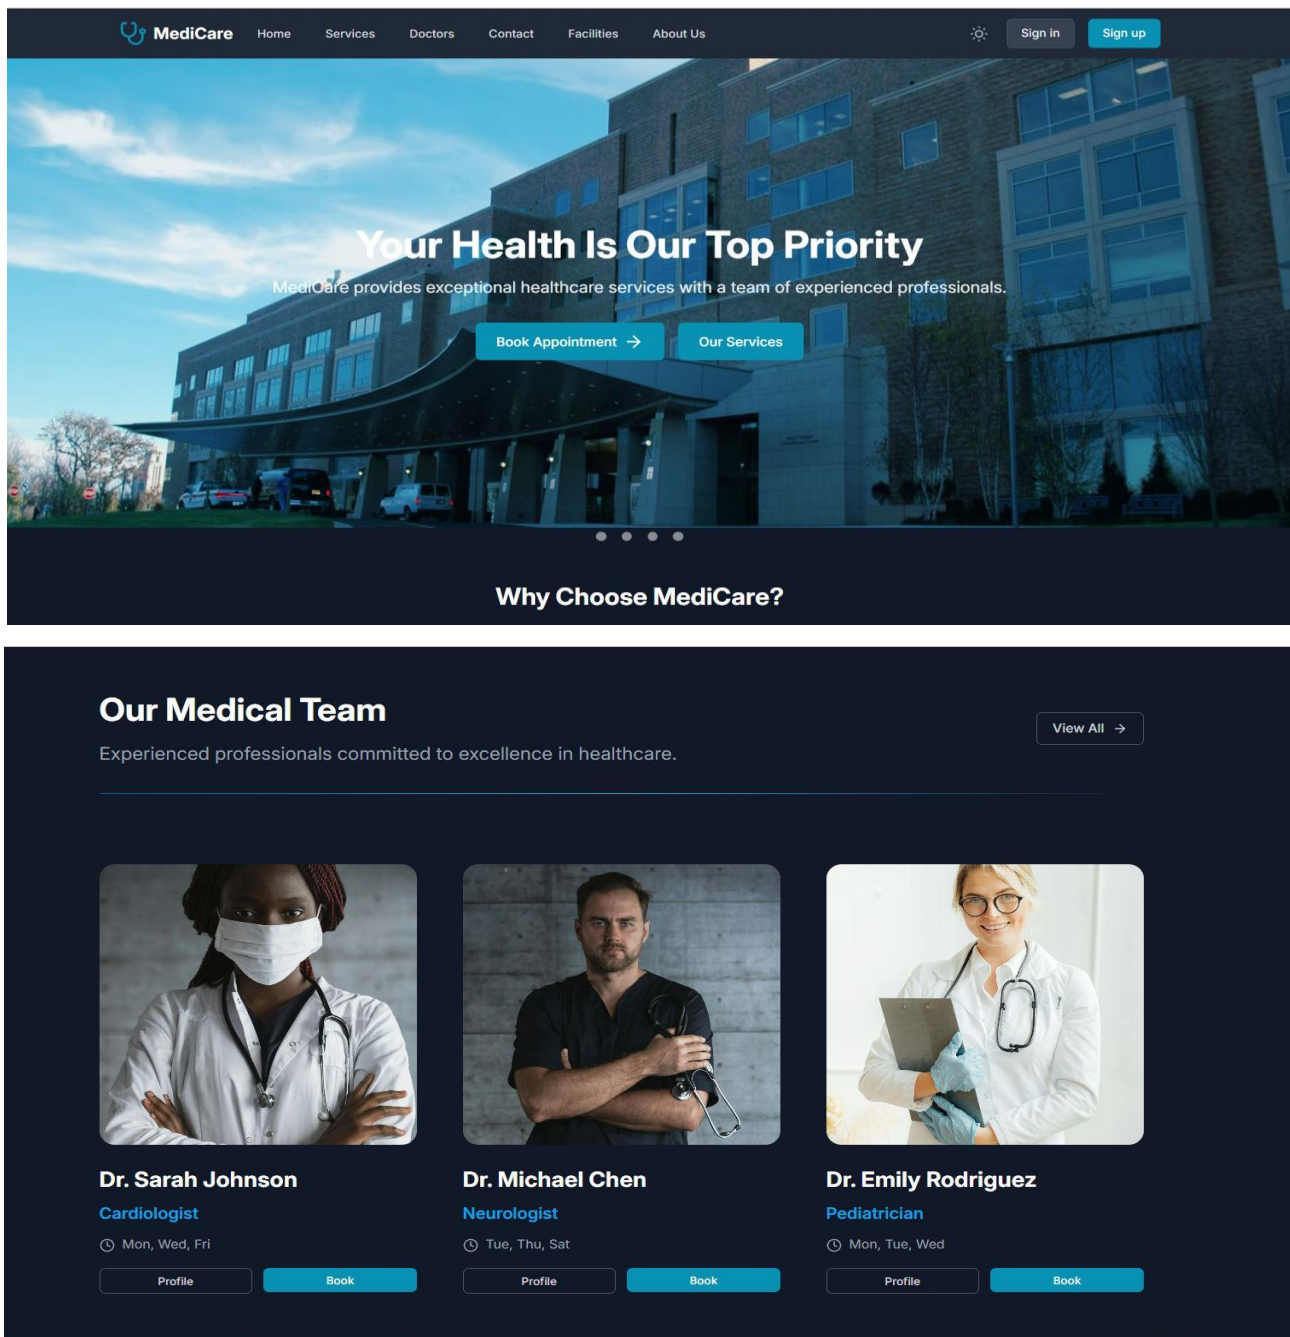 MediCare Home Services Doctors Contact Facilities About Us Sign in Sign up
Your Health Is Our Top Priority
MediCare provides exceptional healthcare services with a team of experienced professionals.
Book Appointment → Our Services
Why Choose MediCare?
Our Medical Team
View All →
Experienced professionals committed to excellence in healthcare.
Dr. Sarah Johnson
Cardiologist
Mon, Wed, Fri
Profile Book
Dr. Michael Chen
Neurologist
Tue, Thu, Sat
Profile Book
Dr. Emily Rodriguez
Pediatrician
Mon, Tue, Wed
Profile Book